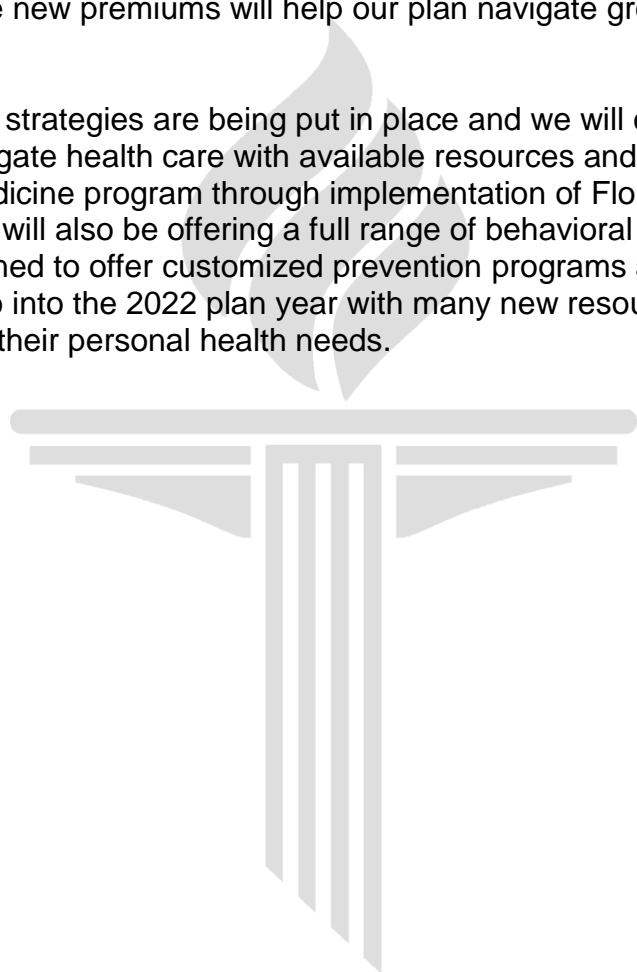 new premiums will help our plan navigate
strategies are being put in place and we will
gate health care with available resources and
dicine program through implementation of Flo
will also be offering a full range of behavioral
ned to offer customized prevention programs
into the 2022 plan year with many new resou
their personal health needs.